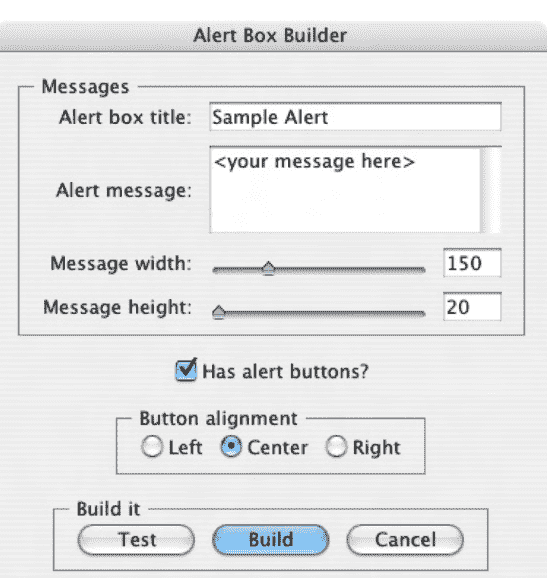 Alert Box Builder
Messages
Alert box title: Sample Alert
Alert message: <your message here>
Message width: 150
Message height: 20
Has alert buttons?
Button alignment
Left Center Right
Build it
Test Build Cancel